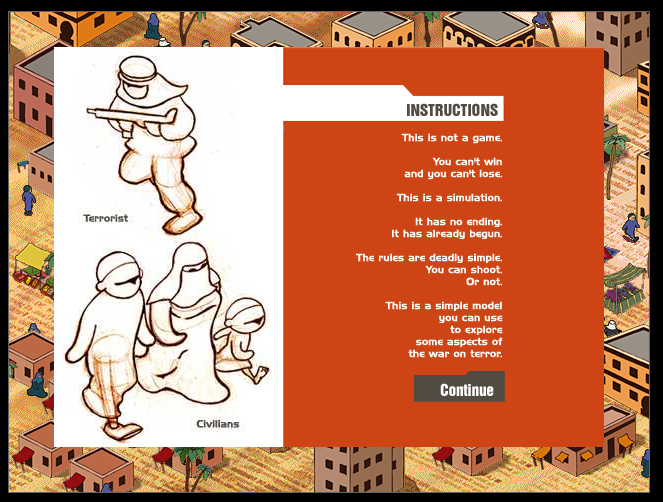 INSTRUCTIONS
This is not a game.
You can't win
and you can't lose.
This is a simulation.
It has no ending.
It has already begun.
The rules are deadly simple.
You can shoot.
Or not.
This is a simple model
you can use
to explore
some aspects of
the war on terror.
Continue
Terrorist
Civilians